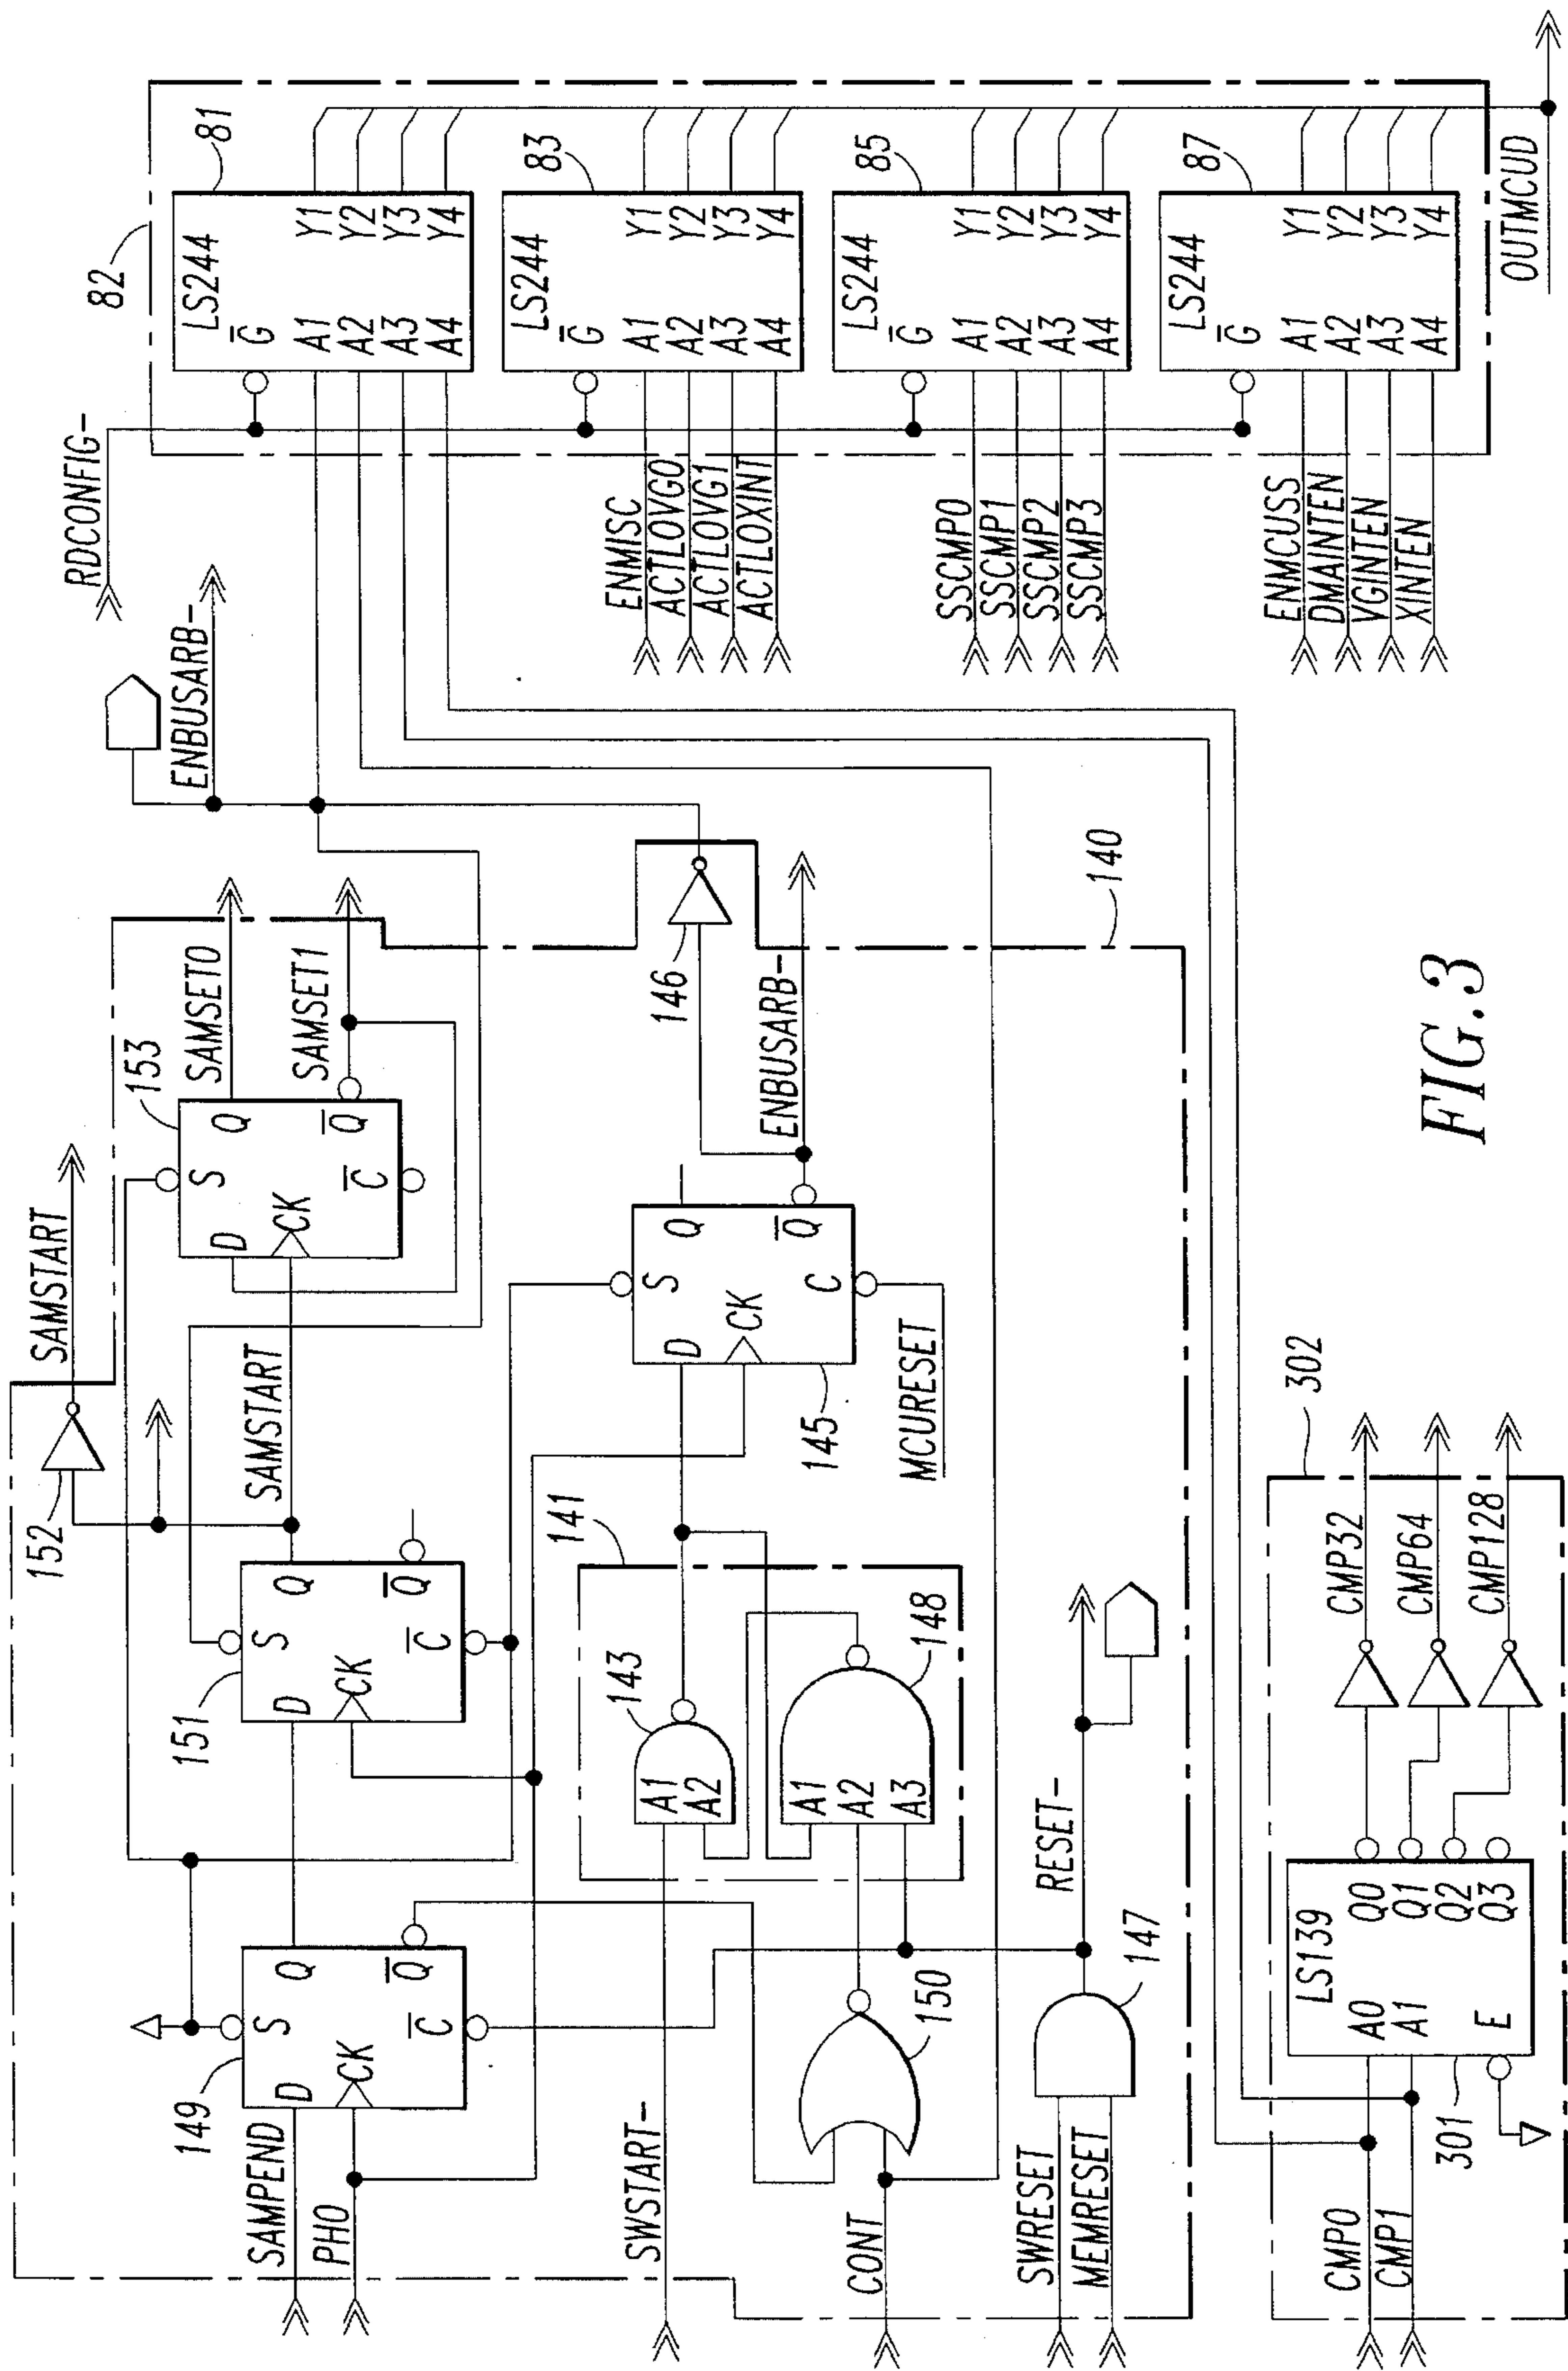 82
81
LS244
G
A1 Y1
A2 Y2
A3 Y3
A4 Y4
83
LS244
G
A1 Y1
A2 Y2
A3 Y3
A4 Y4
85
LS244
G
A1 Y1
A2 Y2
A3 Y3
A4 Y4
87
LS244
G
A1 Y1
A2 Y2
A3 Y3
A4 Y4
OUTMCUD
RDCONFIG-
ENBUSARB-
ENMISC
ACTLOVG0
ACTLOVG1
ACTLOXINT
SSCMP0
SSCMP1
SSCMP2
SSCMP3
ENMCUSS
DMAINTEN
VGINTEN
XINTEN
SAMSTART
152
SAMSTART
153
S
D Q
CK
Q
C
SAMSET0
SAMSET1
151
S
D Q
CK
Q
C
149
S
D Q
CK
Q
C
SAMPEND
PH0
146
ENBUSARB-
140
S
D Q
CK
Q
C
145
MCURESET
141
143
A1
A2
148
A1
A2
A3
SWSTART-
150
CONT
RESET-
147
SWRESET
MEMRESET
302
CMP32
CMP64
CMP128
LS139
A0 Q0
A1 Q1
Q2
E Q3
301
CMP0
CMP1
FIG.3